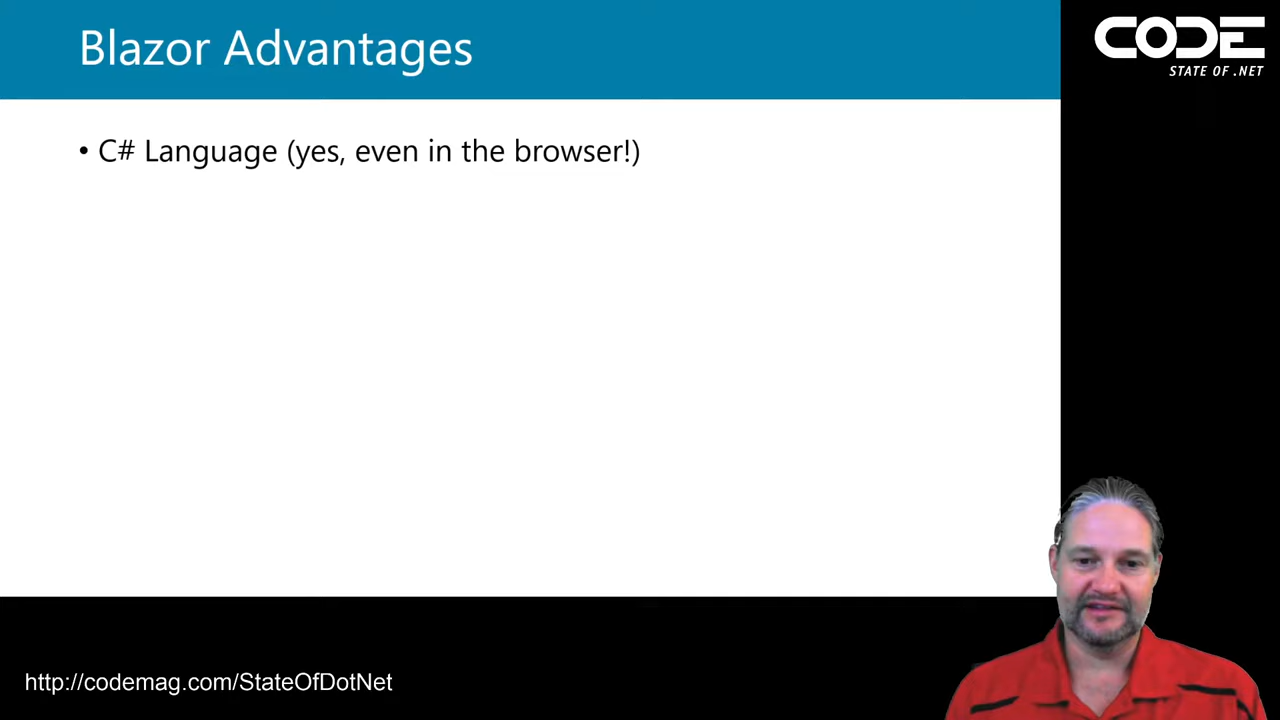 Blazor Advantages
CODE
STATE OF .NET
• C# Language (yes, even in the browser!)
http://codemag.com/StateOfDotNet